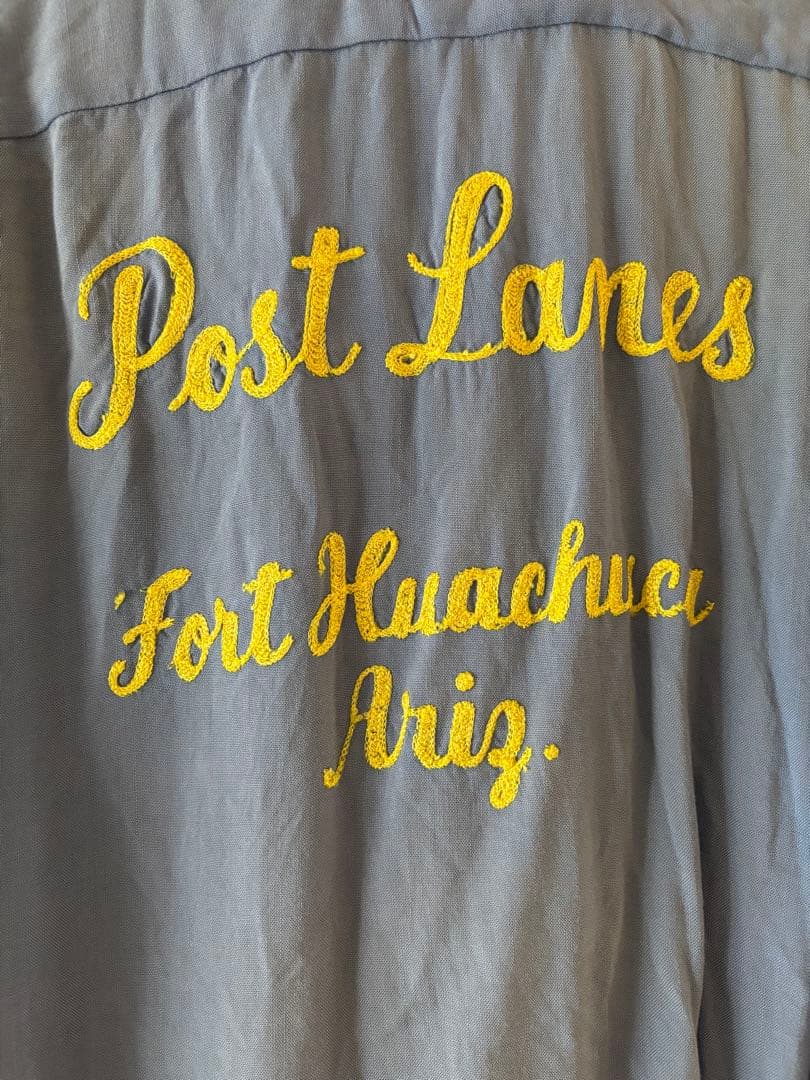 Post Lanes
Fort Huachuca
Ariz.